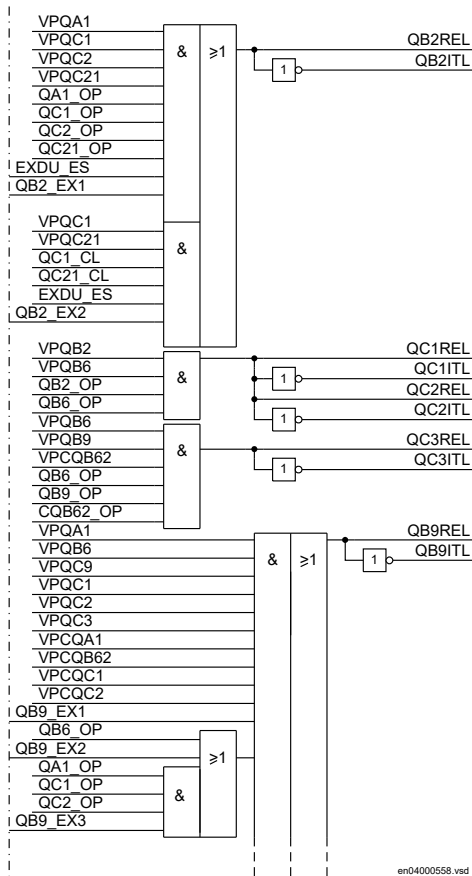 VPQA1
VPQC1
VPQC2
VPQC21
QA1_OP
QC1_OP
QC2_OP
QC21_OP
EXDU_ES
QB2_EX1
&
≥1
QB2REL
1
QB2ITL
VPQC1
VPQC21
QC1_CL
QC21_CL
EXDU_ES
QB2_EX2
&
VPQB2
VPQB6
QB2_OP
QB6_OP
&
QC1REL
1
QC1ITL
QC2REL
1
QC2ITL
VPQB6
VPQB9
VPCQB62
QB6_OP
QB9_OP
CQB62_OP
&
QC3REL
1
QC3ITL
VPQA1
VPQB6
VPQC9
VPQC1
VPQC2
VPQC3
VPCQA1
VPCQB62
VPCQC1
VPCQC2
QB9_EX1
&
≥1
QB9REL
1
QB9ITL
QB6_OP
QB9_EX2
≥1
QA1_OP
QC1_OP
QC2_OP
QB9_EX3
&
en04000558.vsd